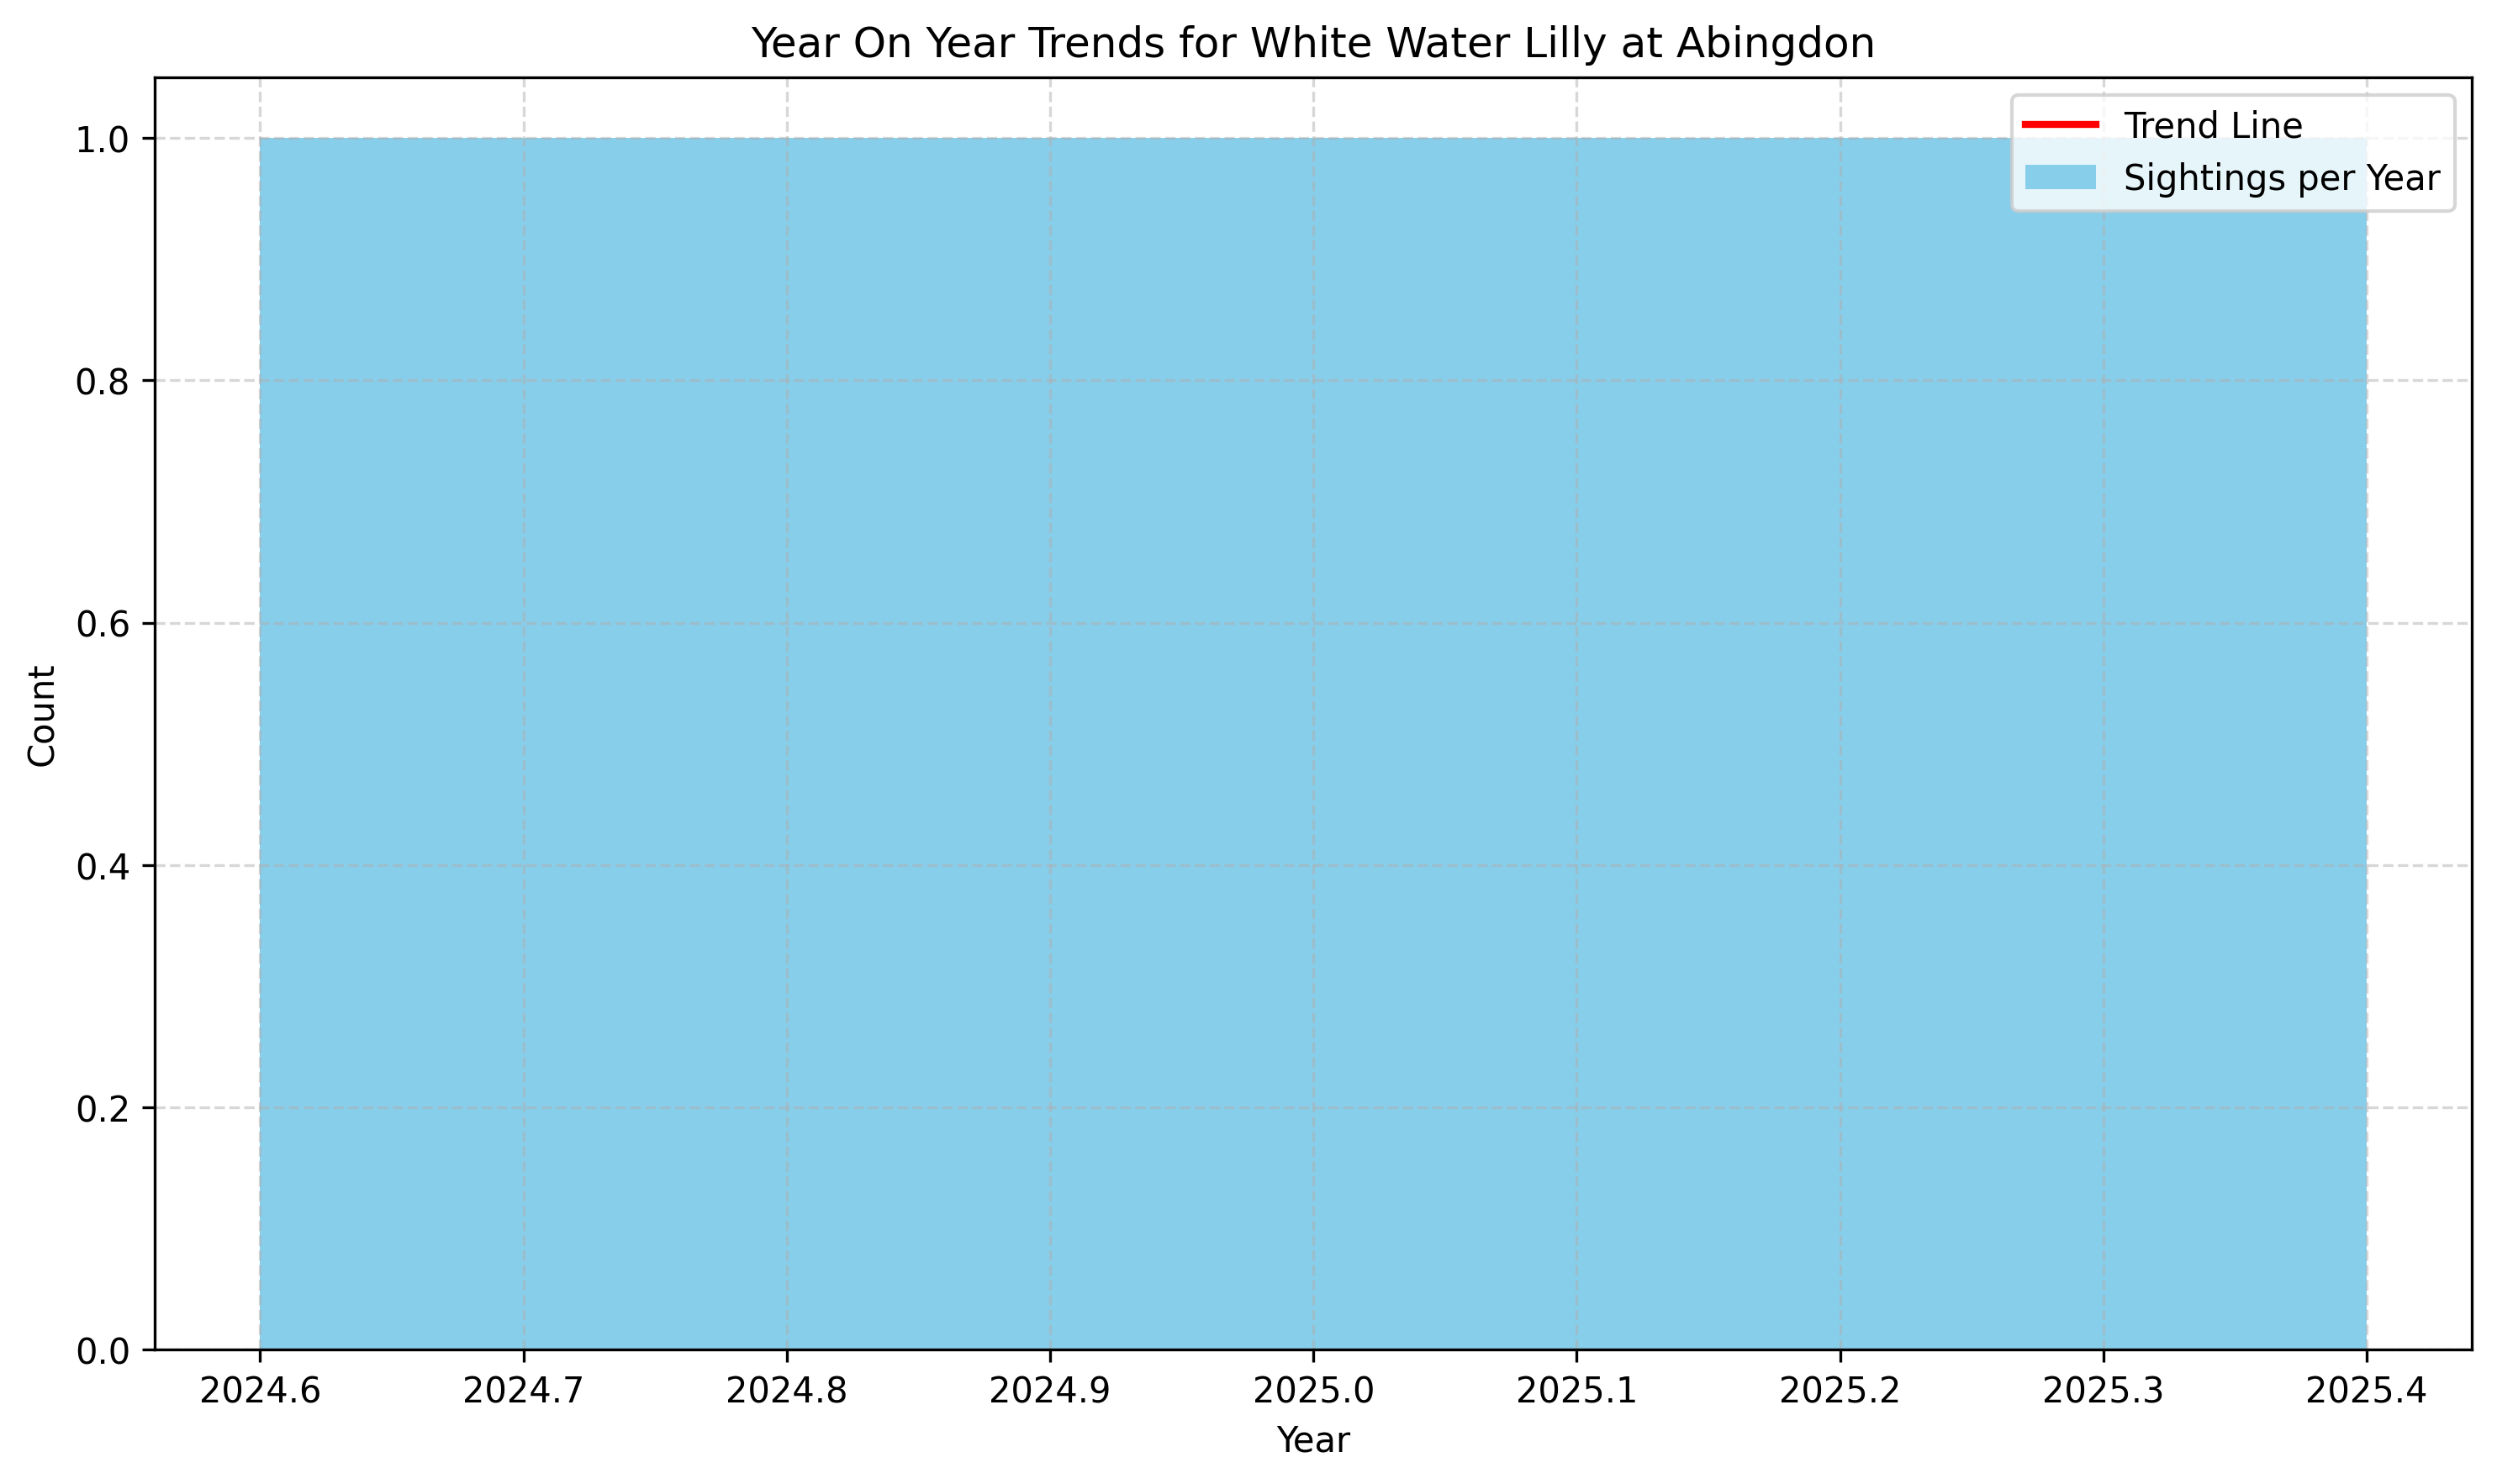 Year On Year Trends for White Water Lilly at Abingdon
Trend Line
Sightings per Year
1.0
0.8
0.6
0.4
0.2
0.0
Count
2024.6 2024.7 2024.8 2024.9 2025.0 2025.1 2025.2 2025.3 2025.4
Year